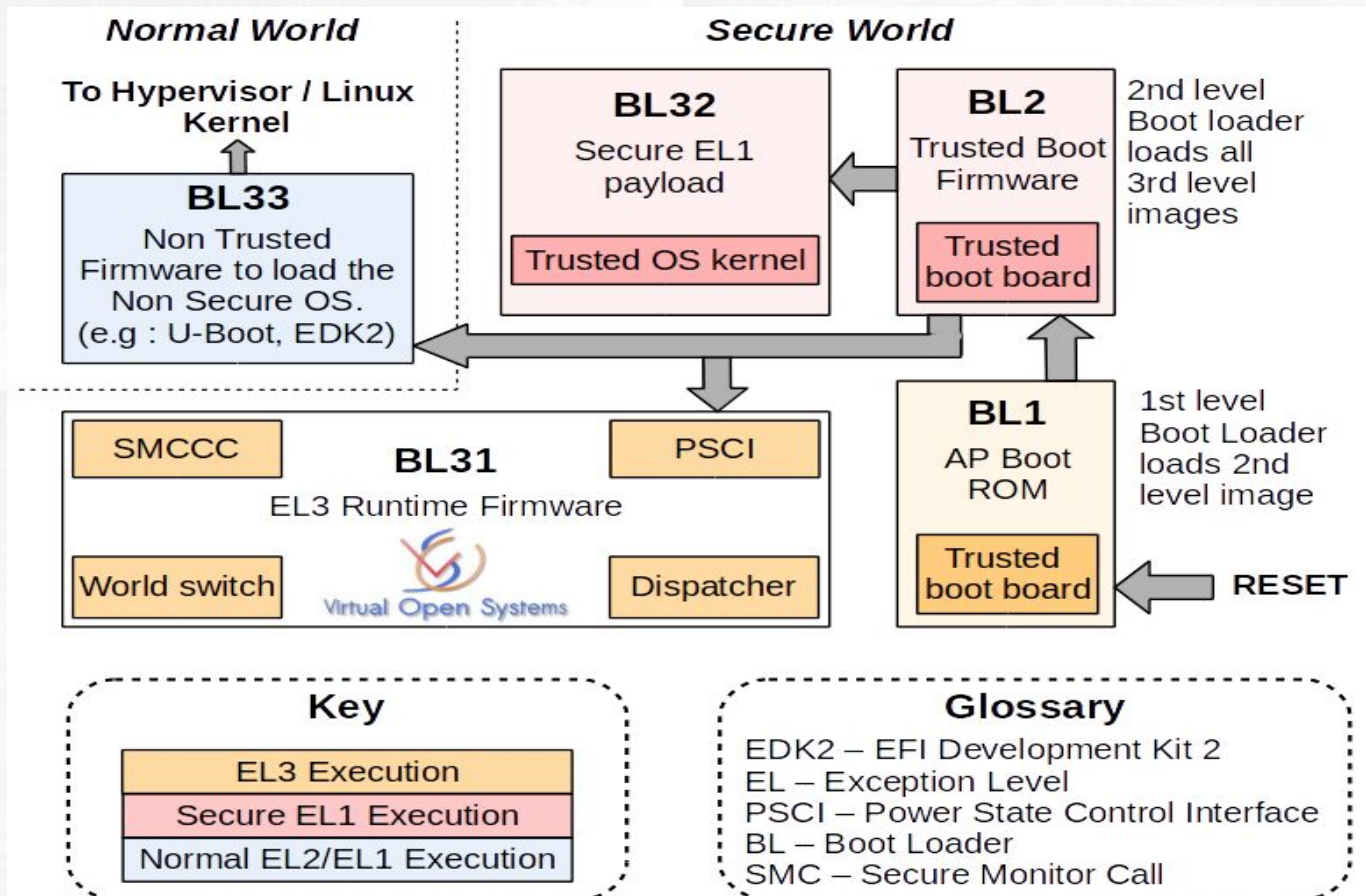 Normal World
Secure World
To Hypervisor / Linux
Kernel
BL33
Non Trusted
Firmware to load the
Non Secure OS.
(e.g : U-Boot, EDK2)
BL32
Secure EL1
payload
Trusted OS kernel
BL2
Trusted Boot
Firmware
Trusted
boot board
2nd level
Boot loader
loads all
3rd level
images
SMCCC
BL31
PSCI
EL3 Runtime Firmware
World switch
Virtual Open Systems
Dispatcher
BL1
AP Boot
ROM
Trusted
boot board
1st level
Boot Loader
loads 2nd
level image
RESET
Key
EL3 Execution
Secure EL1 Execution
Normal EL2/EL1 Execution
Glossary
EDK2 – EFI Development Kit 2
EL – Exception Level
PSCI – Power State Control Interface
BL – Boot Loader
SMC – Secure Monitor Call